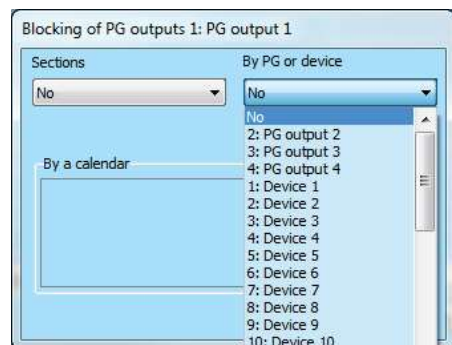 Blocking of PG outputs 1: PG output 1
Sections
By PG or device
No
No
No
2: PG output 2
3: PG output 3
4: PG output 4
By a calendar
1: Device 1
2: Device 2
3: Device 3
4: Device 4
5: Device 5
6: Device 6
7: Device 7
8: Device 8
9: Device 9
10: Device 10